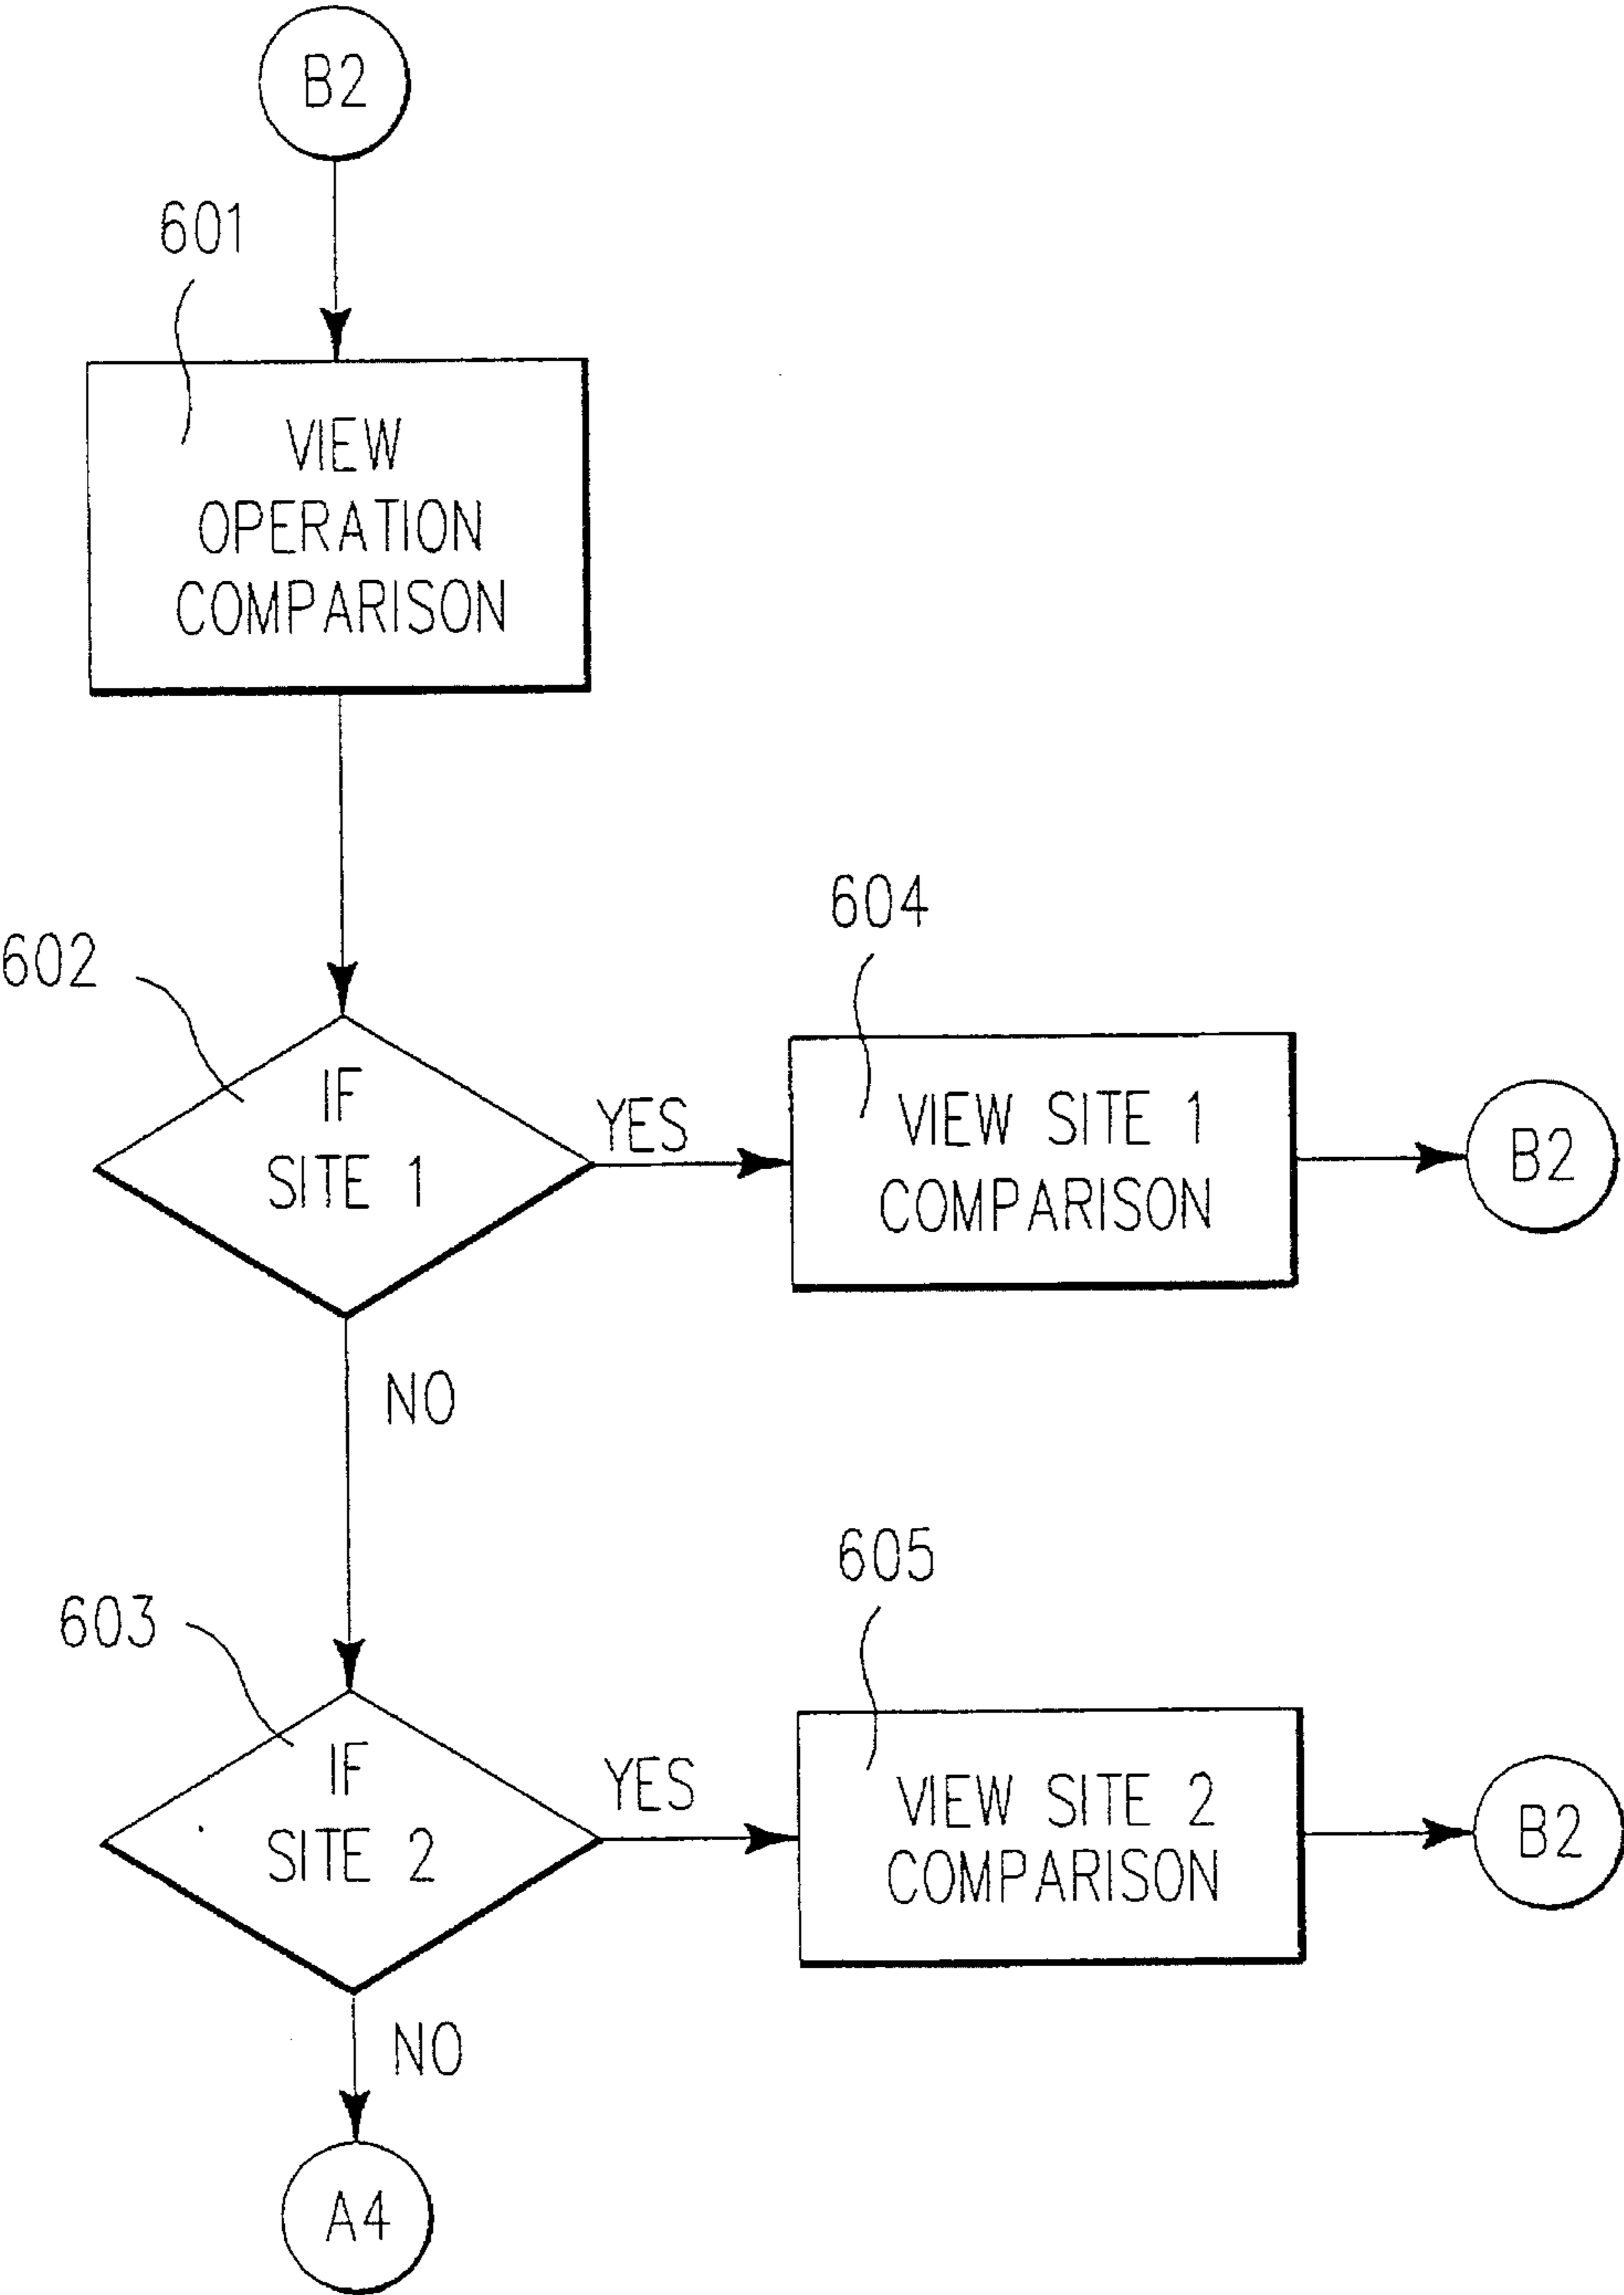 B2
601
VIEW
OPERATION
COMPARISON
602
IF
SITE 1
YES
604
VIEW SITE 1
COMPARISON
B2
NO
603
IF
SITE 2
YES
605
VIEW SITE 2
COMPARISON
B2
NO
A4